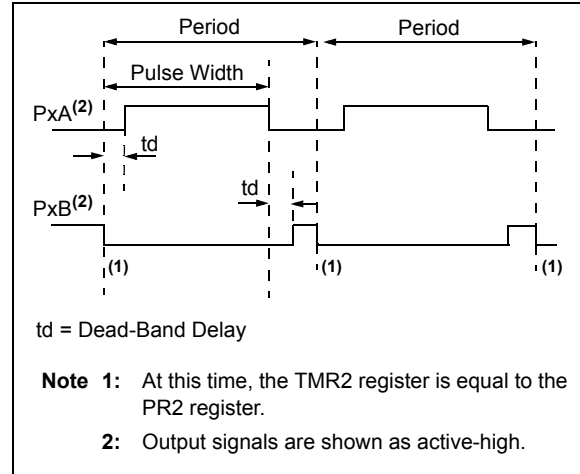 Period Period
Pulse Width
PxA(2)
td
td
PxB(2)
(1) (1) (1)
td = Dead-Band Delay
Note 1: At this time, the TMR2 register is equal to the
PR2 register.
2: Output signals are shown as active-high.